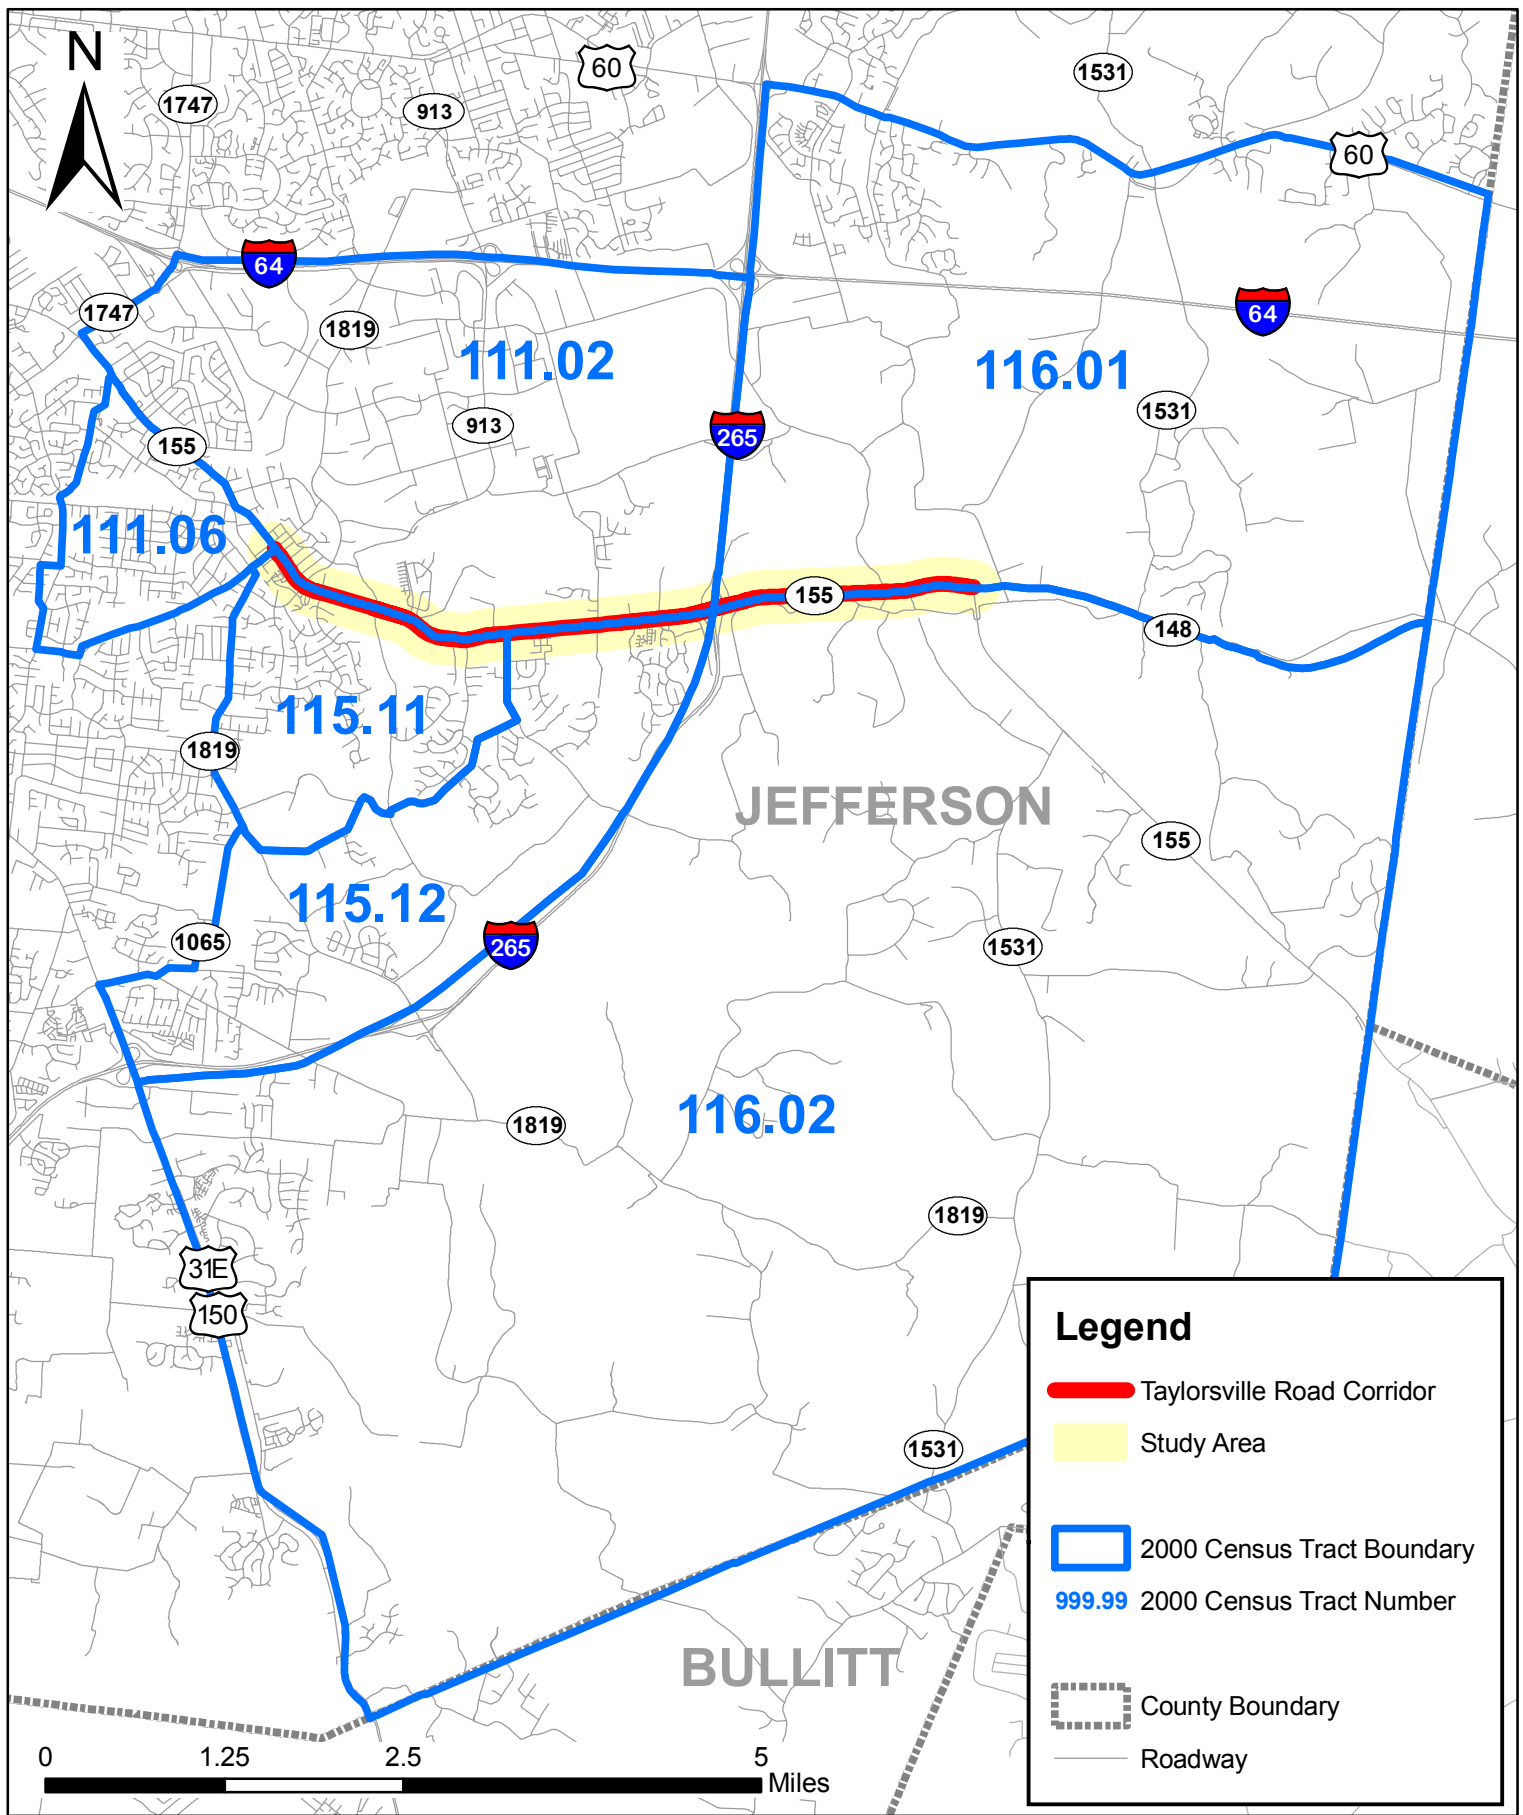 N
60
1531
1747
913
60
64
1747
1819
64
111.02
116.01
1531
913
265
155
111.06
155
148
115.11
1819
JEFFERSON
155
115.12
1065
265
1531
116.02
1819
1819
31E
150
Legend
Taylorsville Road Corridor
Study Area
1531
2000 Census Tract Boundary
999.99 2000 Census Tract Number
BULLITT
County Boundary
Roadway
0 1.25 2.5 5
Miles